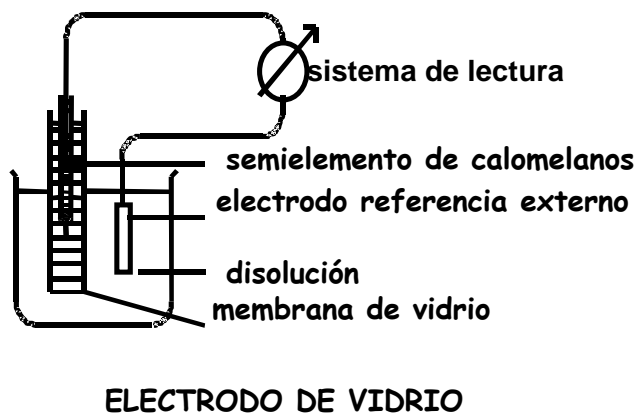 sistema de lectura
semielemento de calomelanos
electrodo referencia externo
disolución
membrana de vidrio
ELECTRODO DE VIDRIO